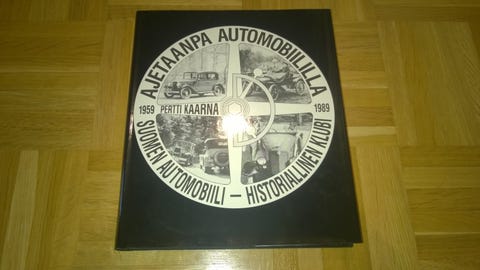 AJETAANPA AUTOMOBIILILLA
1959 PERTTI KAARNA 1989
SUOMEN AUTOMOBIILI – HISTORIALLINEN KLUBI